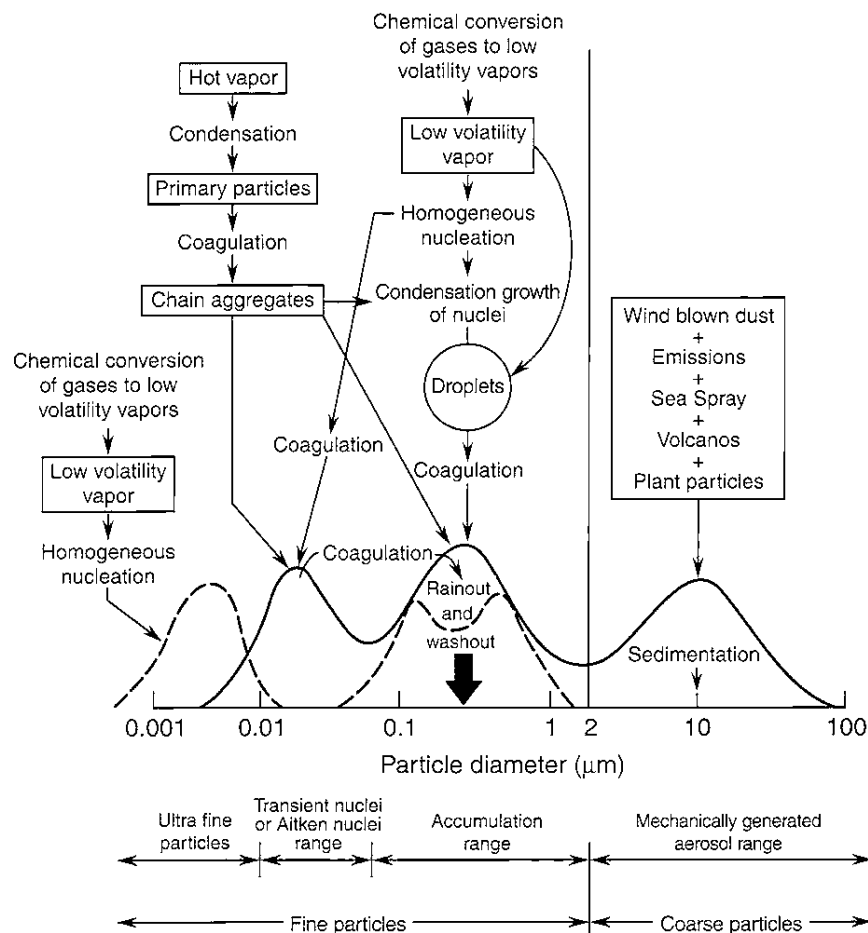 Chemical conversion
of gases to low
volatility vapors
Hot vapor
Condensation
Low volatility
vapor
Primary particles
Homogeneous
nucleation
Coagulation
Chain aggregates
Condensation growth
of nuclei
Wind blown dust
+
Emissions
+
Sea Spray
+
Volcanos
+
Plant particles
Chemical conversion
of gases to low
volatility vapors
Droplets
Coagulation
Coagulation
Low volatility
vapor
Homogeneous
nucleation
Coagulation
Rainout
and
washout
Sedimentation
0.001 0.01 0.1 1 2 10 100
Particle diameter (μm)
Ultra fine
particles
Transient nuclei
or Aitken nuclei
range
Accumulation
range
Mechanically generated
aerosol range
Fine particles
Coarse particles